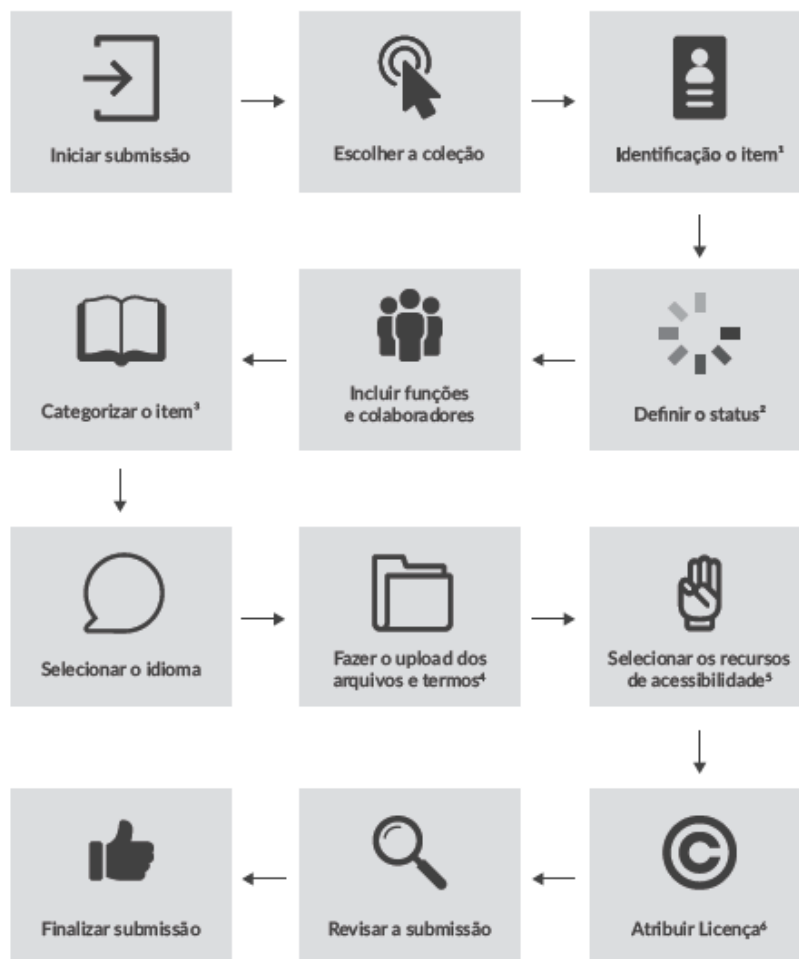 Iniciar submissão
Escolher a coleção
Identificação o item¹
Definir o status²
Incluir funções
e colaboradores
Categorizar o item³
Selecionar o idioma
Fazer o upload dos
arquivos e termos⁴
Selecionar os recursos
de acessibilidade⁵
Atribuir Licença⁶
Revisar a submissão
Finalizar submissão